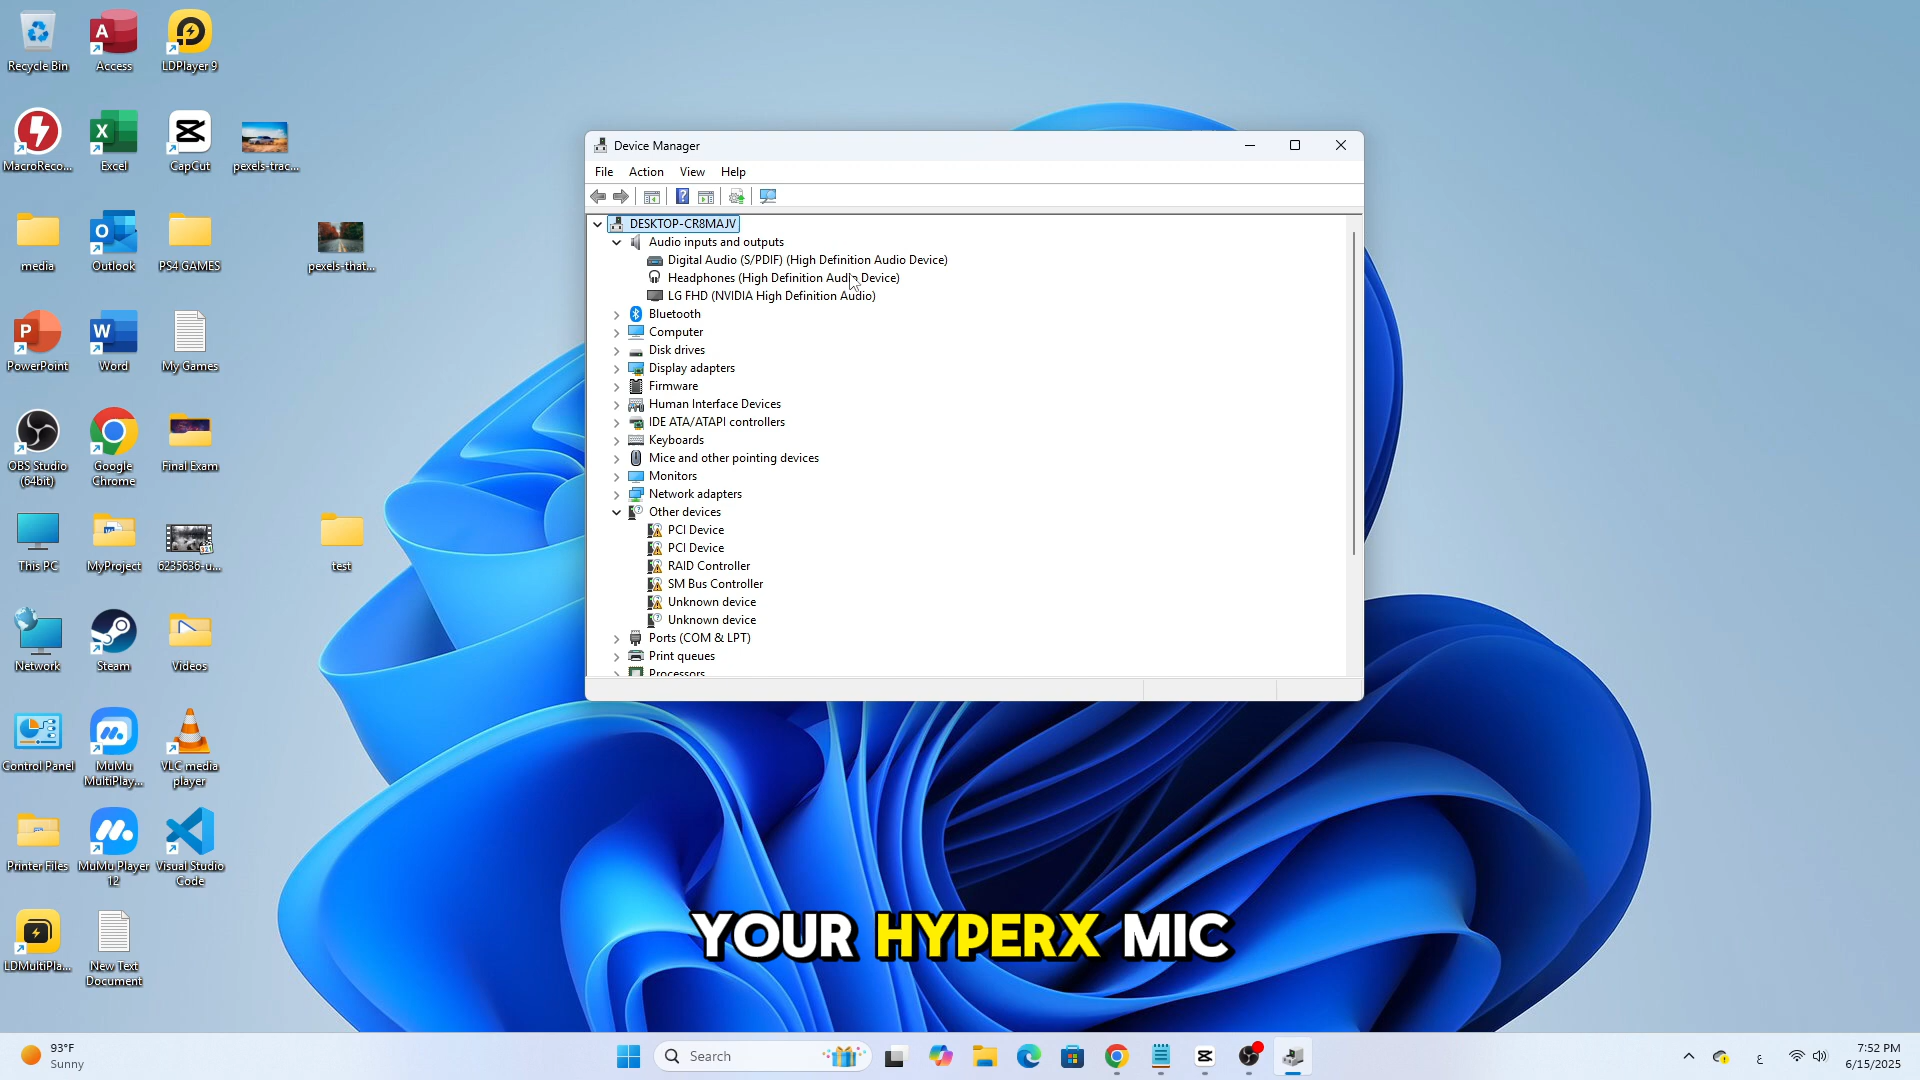 Recycle Bin
Access
LDPlayer 9
MacroReco...
Excel
CapCut
pexels-trac...
media
Outlook
PS4 GAMES
pexels-that...
PowerPoint
Word
My Games
OBS Studio
(64bit)
Google
Chrome
Final Exam
This PC
MyProject
6235636-u...
test
Network
Steam
Videos
Control Panel
MuMu
MultiPlay...
VLC media
player
Printer Files
MuMu Player
12
Visual Studio
Code
LDMultiPla...
New Text
Document
Device Manager
File Action View Help
DESKTOP-CR8MAJV
Audio inputs and outputs
Digital Audio (S/PDIF) (High Definition Audio Device)
Headphones (High Definition Audio Device)
LG FHD (NVIDIA High Definition Audio)
Bluetooth
Computer
Disk drives
Display adapters
Firmware
Human Interface Devices
IDE ATA/ATAPI controllers
Keyboards
Mice and other pointing devices
Monitors
Network adapters
Other devices
PCI Device
PCI Device
RAID Controller
SM Bus Controller
Unknown device
Unknown device
Ports (COM & LPT)
Print queues
Processors
YOUR HYPERX MIC
93°F
Sunny
Search
ع
7:52 PM
6/15/2025